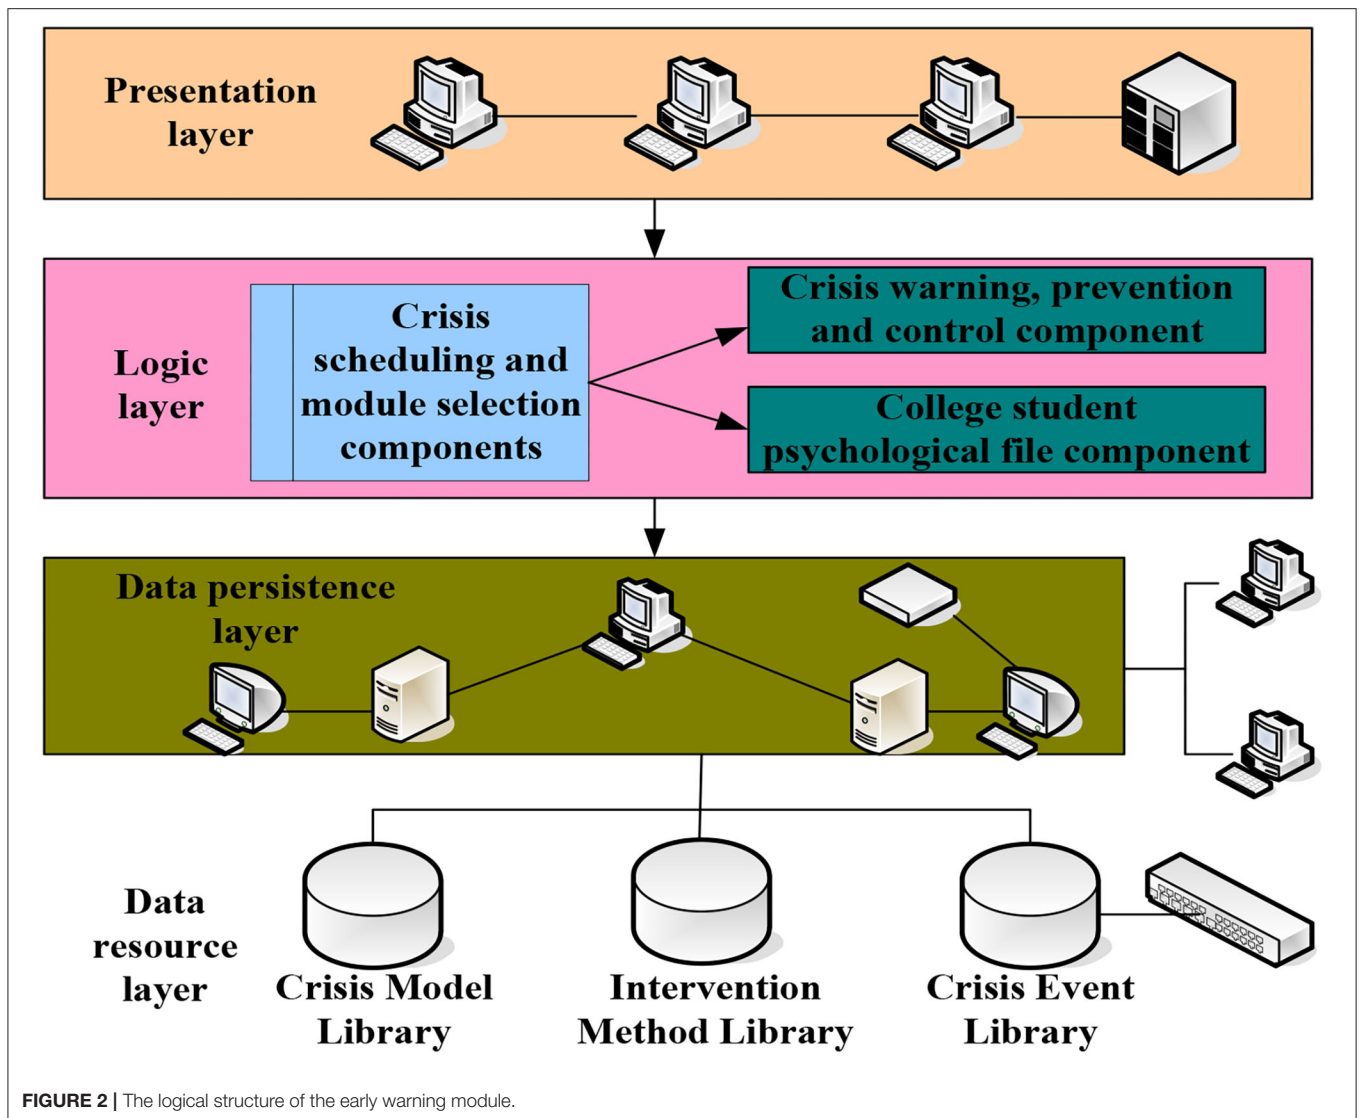 Presentation
layer
Logic
layer
Crisis
scheduling and
module selection
components
Crisis warning, prevention
and control component
College student
psychological file component
Data persistence
layer
Data
resource
layer
Crisis Model
Library
Intervention
Method Library
Crisis Event
Library
FIGURE 2 | The logical structure of the early warning module.